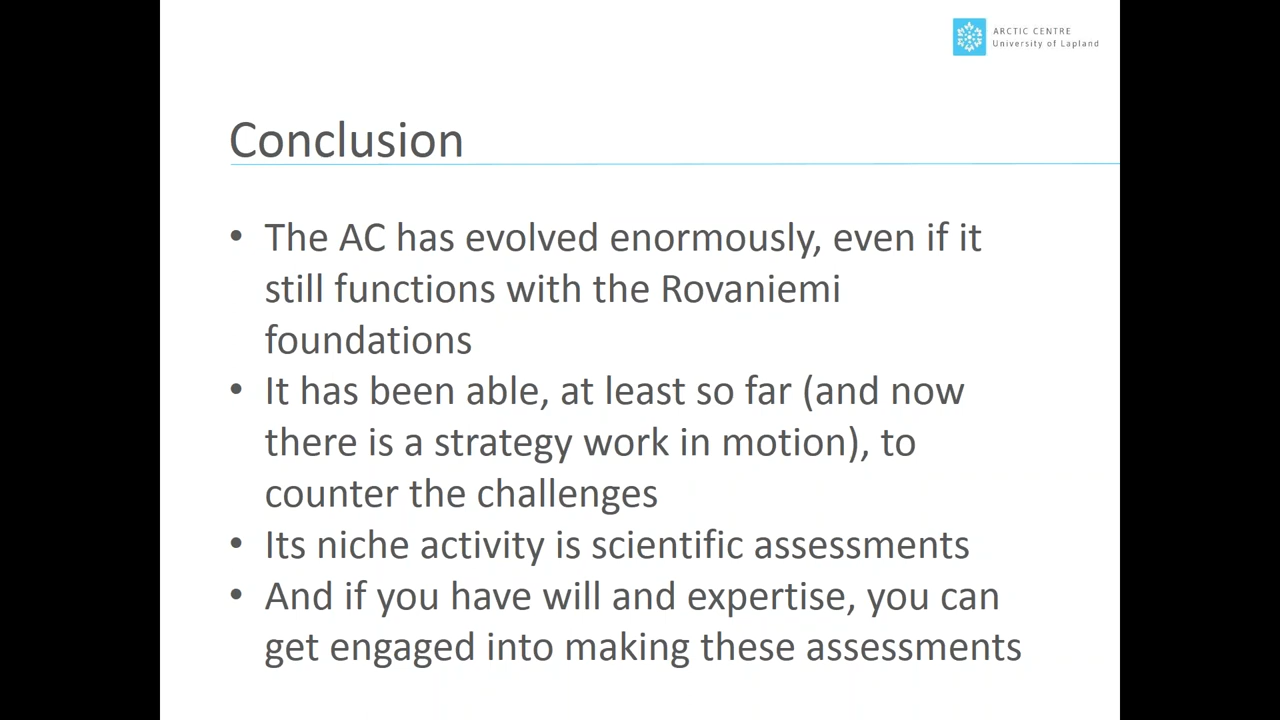 ARCTIC CENTRE
University of Lapland
Conclusion
• The AC has evolved enormously, even if it
still functions with the Rovaniemi
foundations
• It has been able, at least so far (and now
there is a strategy work in motion), to
counter the challenges
• Its niche activity is scientific assessments
• And if you have will and expertise, you can
get engaged into making these assessments